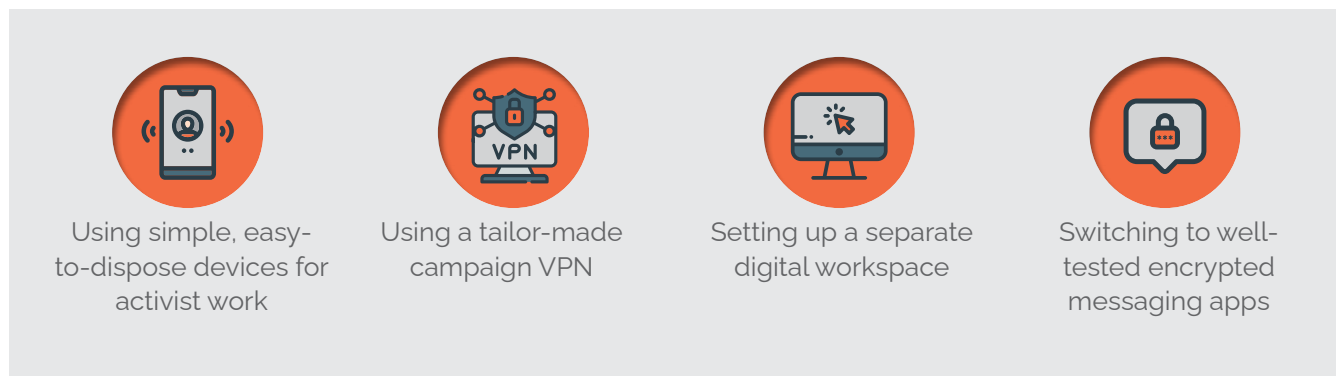 Using simple, easy-
to-dispose devices for
activist work
VPN
Using a tailor-made
campaign VPN
Setting up a separate
digital workspace
Switching to well-
tested encrypted
messaging apps